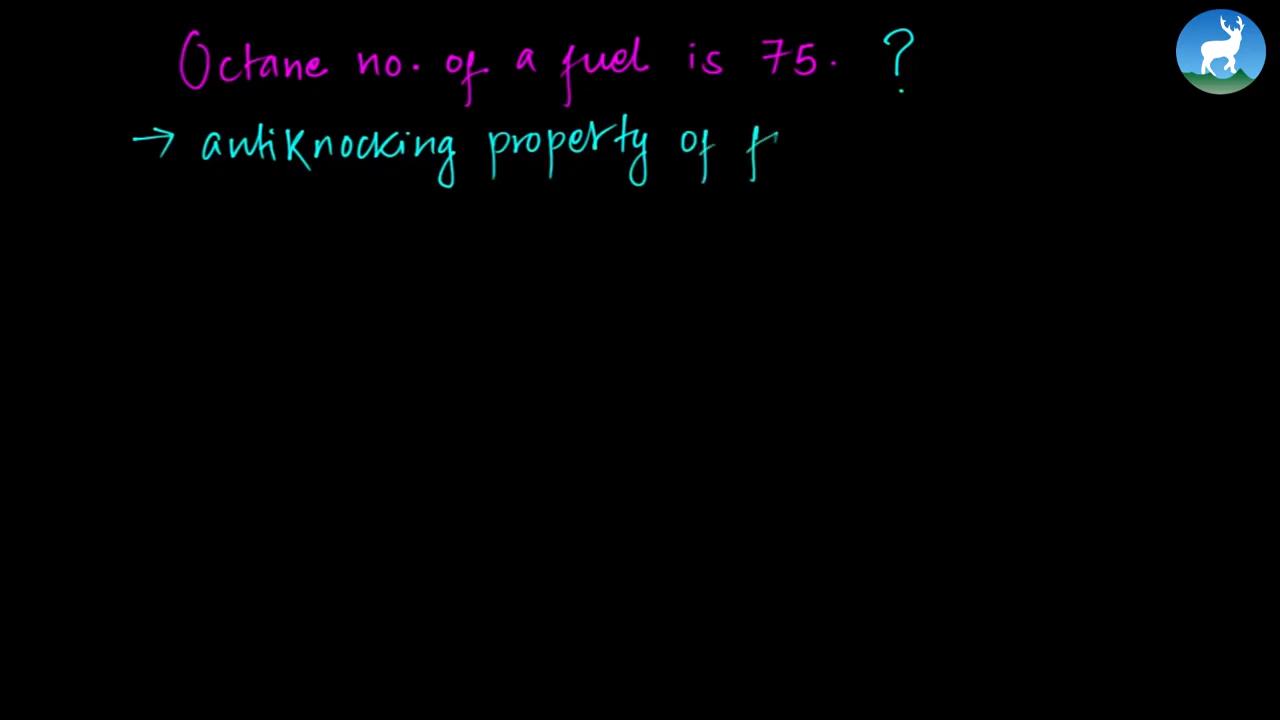 Octane no. of a fuel is 75. ?
→ antiknocking property of f